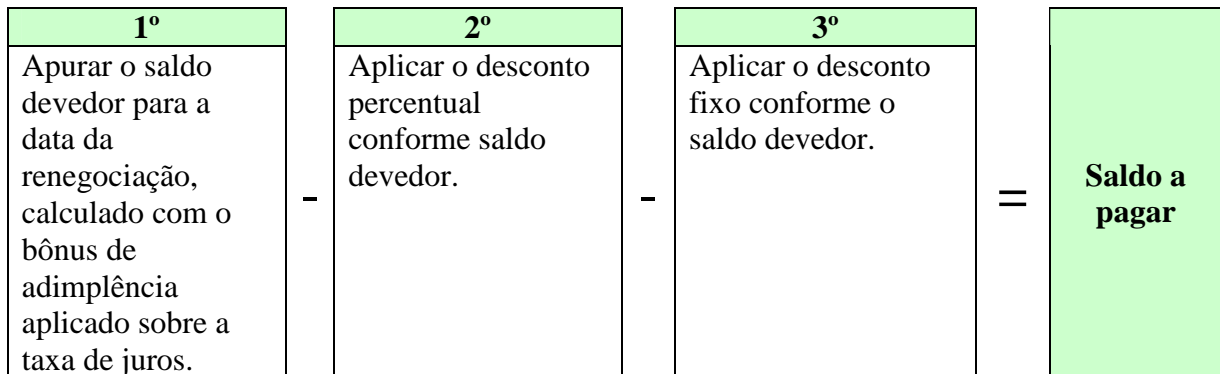 1º
Apurar o saldo
devedor para a
data da
renegociação,
calculado com o
bônus de
adimplência
aplicado sobre a
taxa de juros.
-
2º
Aplicar o desconto
percentual
conforme saldo
devedor.
-
3º
Aplicar o desconto
fixo conforme o
saldo devedor.
=
Saldo a
pagar